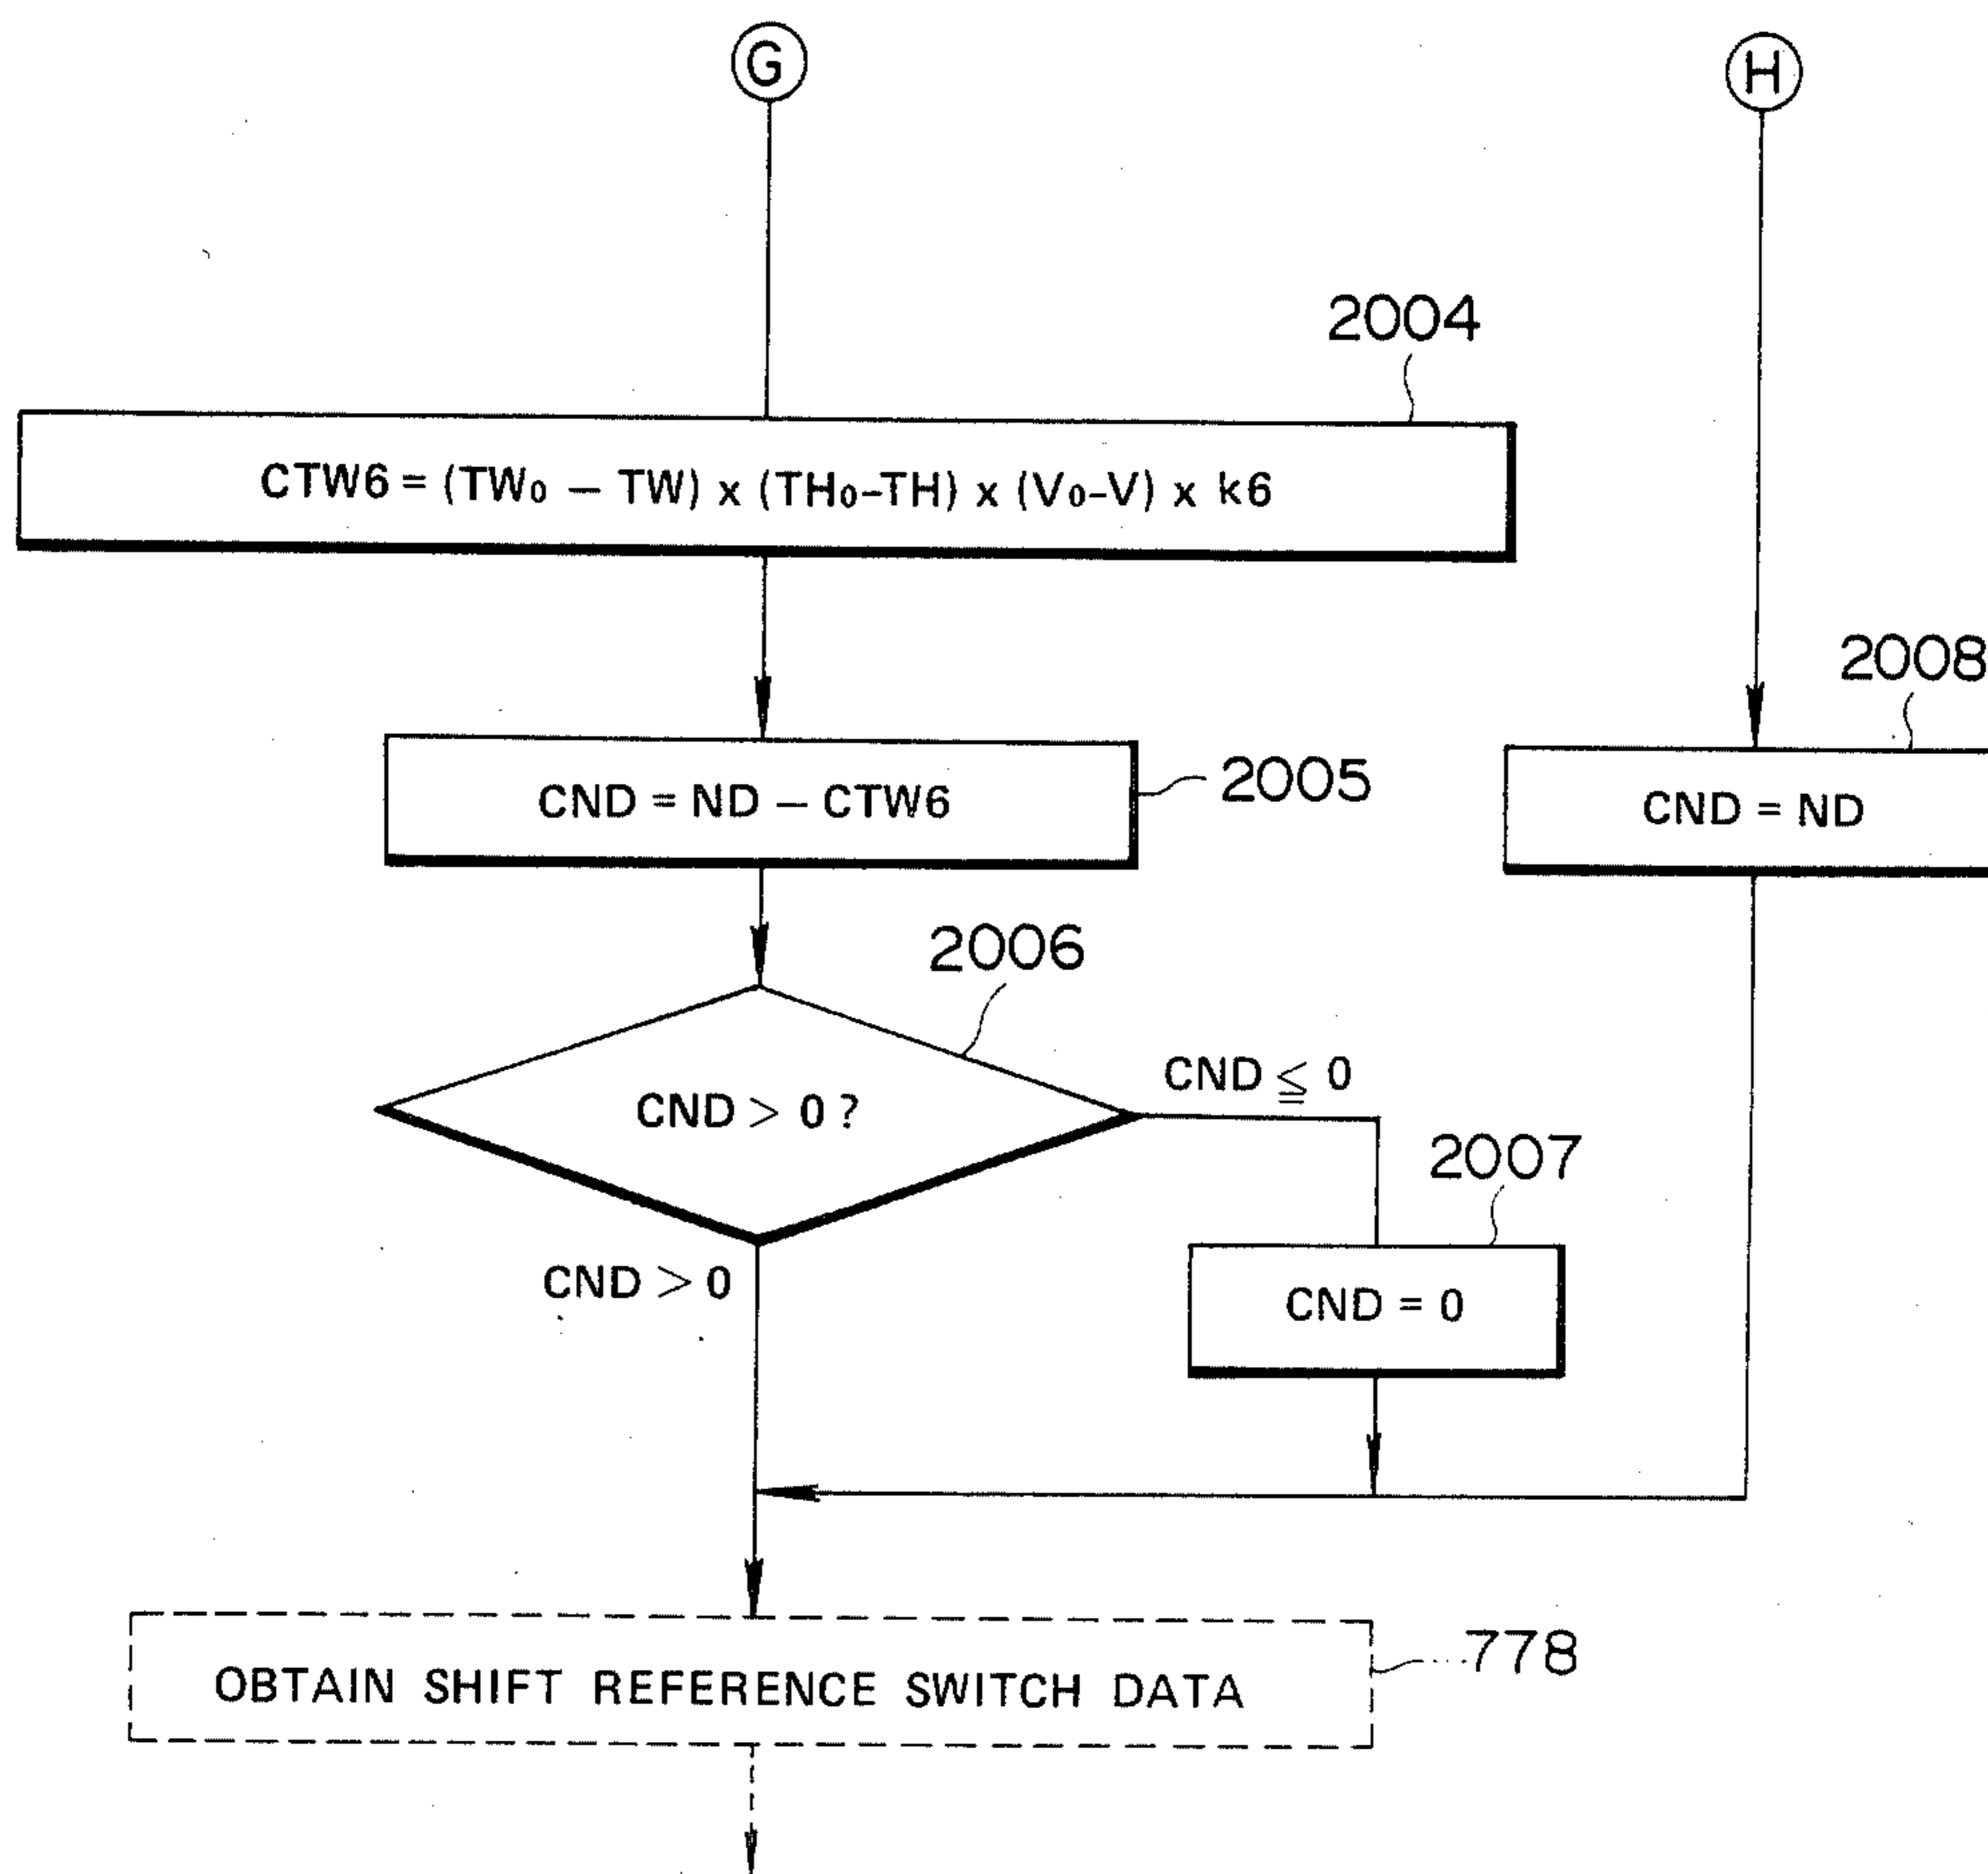 G
H
2004
CTW6 = (TW₀ — TW) x (TH₀-TH) x (V₀-V) x k6
2008
2005
CND = ND — CTW6
CND = ND
2006
CND ≦ 0
CND > 0 ?
2007
CND > 0
CND = 0
778
OBTAIN SHIFT REFERENCE SWITCH DATA